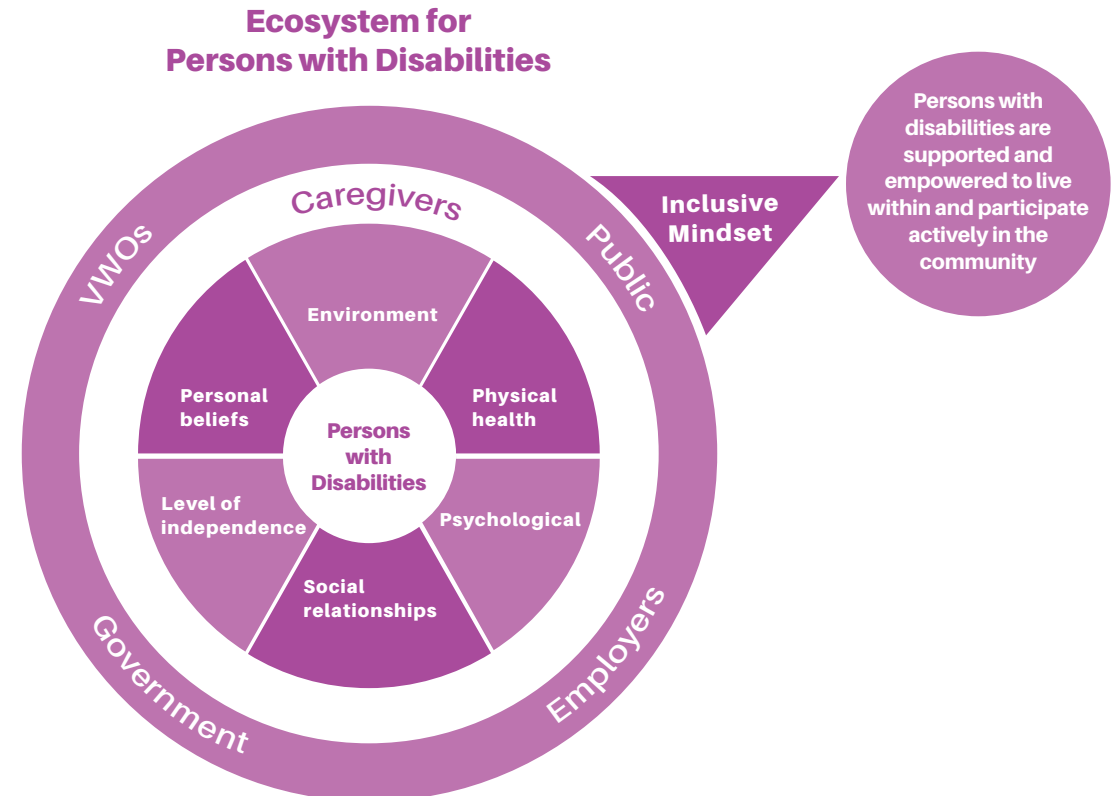 Ecosystem for
Persons with Disabilities
Persons with
disabilities are
supported and
empowered to live
within and participate
actively in the
community
Inclusive
Mindset
Caregivers
VWOs
Public
Environment
Personal
beliefs
Physical
health
Persons
with
Disabilities
Level of
independence
Psychological
Social
relationships
Government
Employers